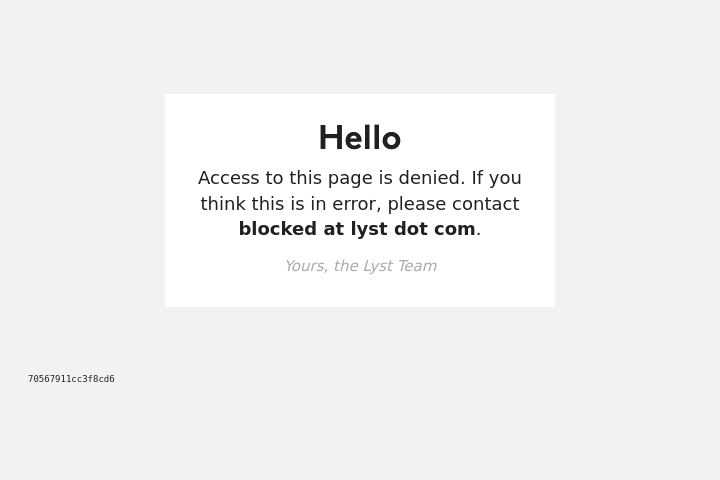 Hello
Access to this page is denied. If you
think this is in error, please contact
blocked at lyst dot com.
Yours, the Lyst Team
70567911cc3f8cd6